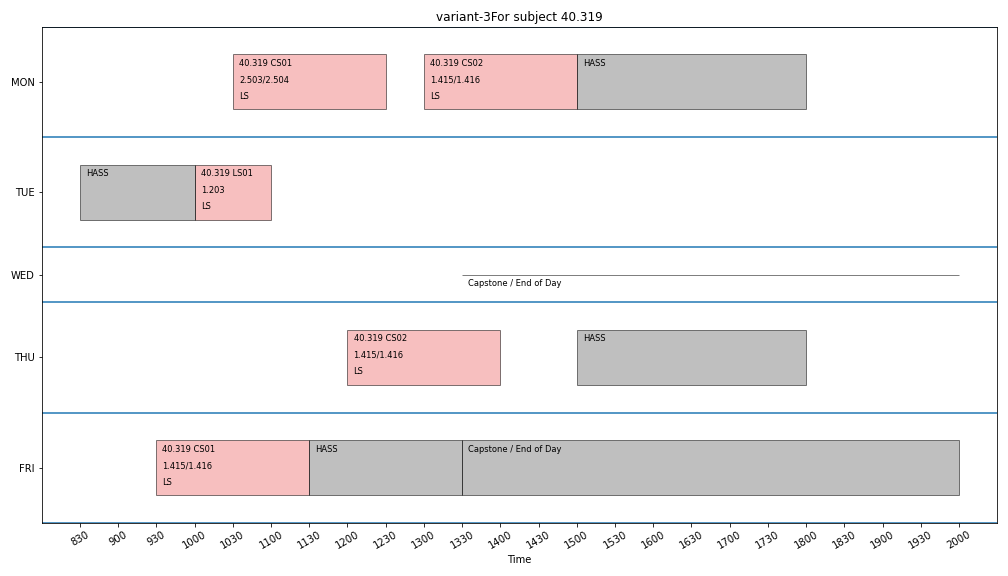 variant-3For subject 40.319
MON
40.319 CS01
2.503/2.504
LS
40.319 CS02
1.415/1.416
LS
HASS
TUE
HASS
40.319 LS01
1.203
LS
WED
Capstone / End of Day
THU
40.319 CS02
1.415/1.416
LS
HASS
FRI
40.319 CS01
1.415/1.416
LS
HASS
Capstone / End of Day
830 900 930 1000 1030 1100 1130 1200 1230 1300 1330 1400 1430 1500 1600 1630 1700 1730 1800 1830 1900 1930 2000
Time